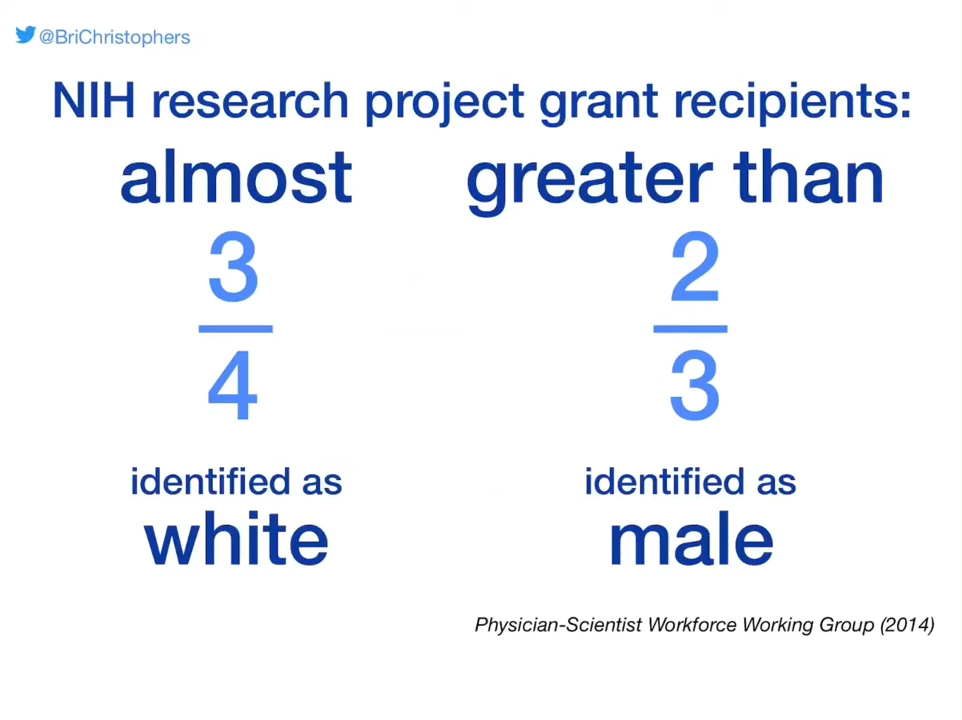 @BriChristophers
NIH research project grant recipients:
almost
3
4
identified as
white
greater than
2
3
identified as
male
Physician-Scientist Workforce Working Group (2014)